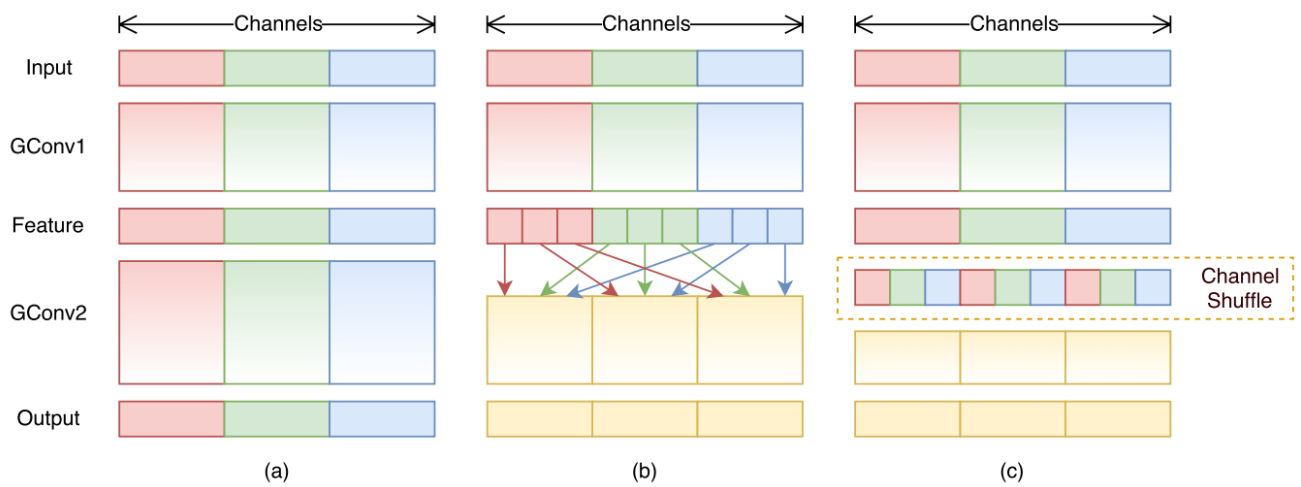 Channels
Channels
Channels
Input
GConv1
Feature
Channel
Shuffle
GConv2
Output
(a)
(b)
(c)